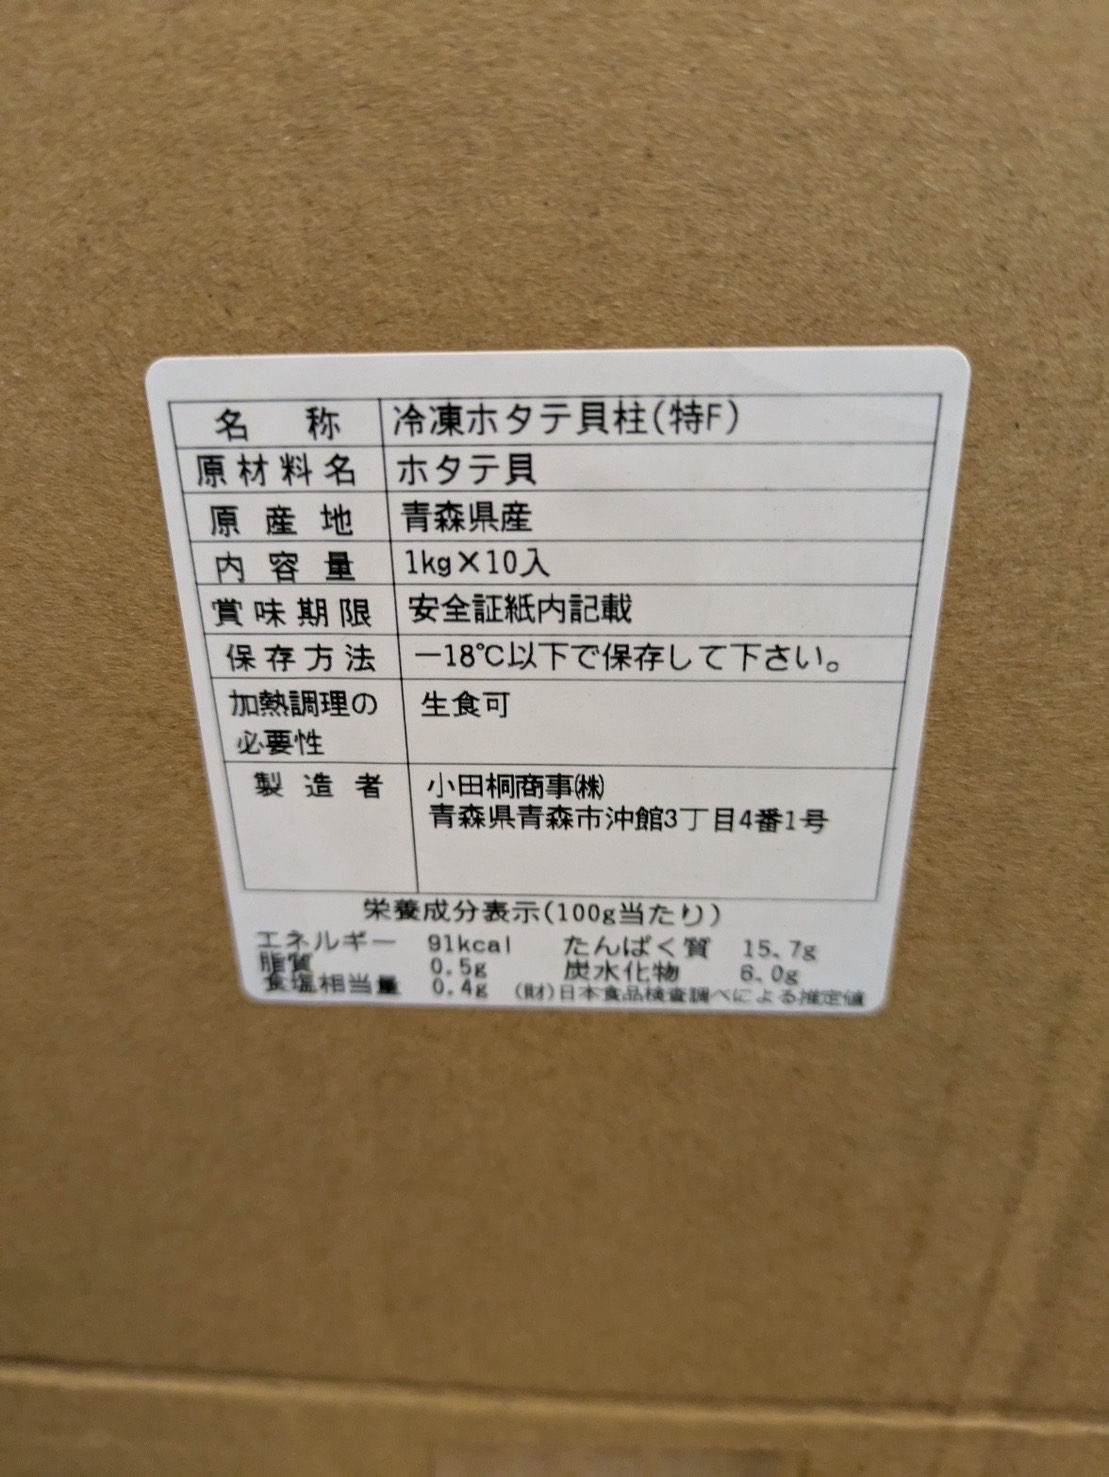 名称 冷凍ホタテ貝柱(特F)
原材料名 ホタテ貝
原産地 青森県産
内容量 1kg×10入
賞味期限 安全証紙内記載
保存方法 －18℃以下で保存して下さい。
加熱調理の 生食可
必要性
製造者 小田桐商事㈱
青森県青森市沖館3丁目4番1号
栄養成分表示(100g当たり)
エネルギー 91kcal たんぱく質 15.7g
脂質 0.5g 炭水化物 6.0g
食塩相当量 0.4g (財)日本食品検査調べによる推定値